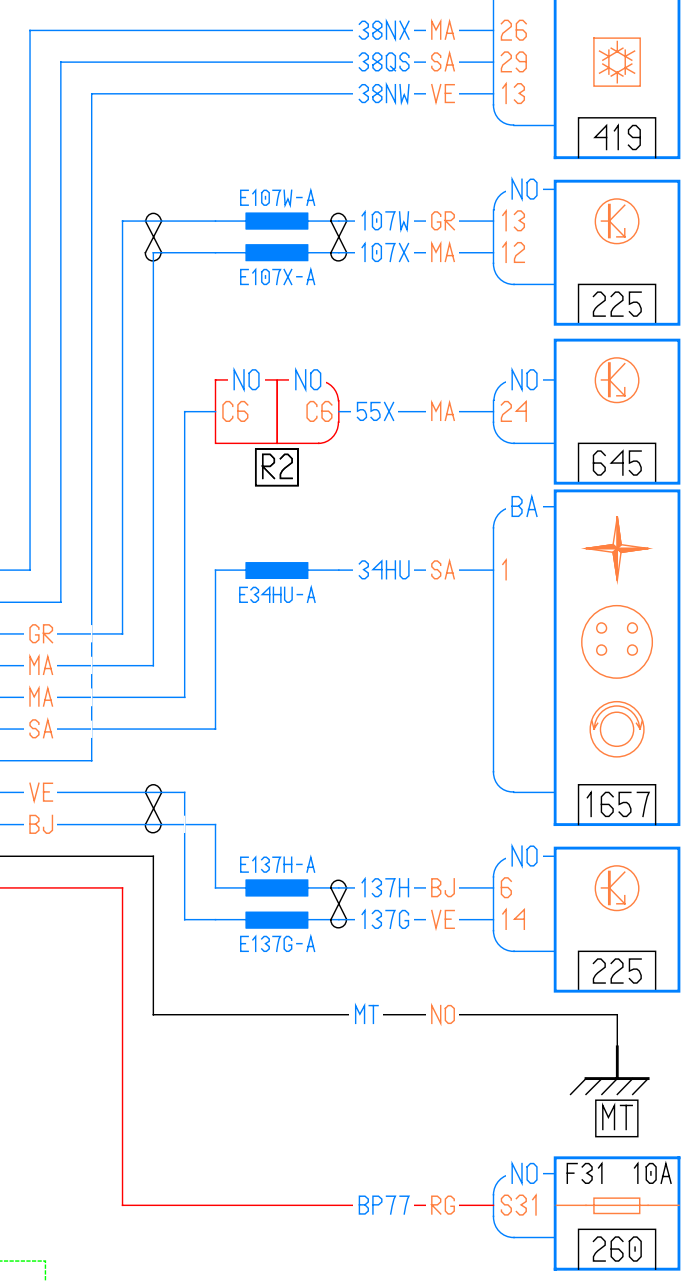 38NX MA 26
38QS SA 29
38NW VE 13
419
E107W-A
NO
107W GR 13
107X MA 12
E107X-A
225
NO NO NO
C6 C6 55X MA 24
R2
645
BA
34HU SA 1
E34HU-A
GR
MA
MA
SA
1657
VE
BJ
E137H-A
NO
137H BJ 6
137G VE 14
E137G-A
225
MT NO
MT
NO F31 10A
BP77 RG S31
260